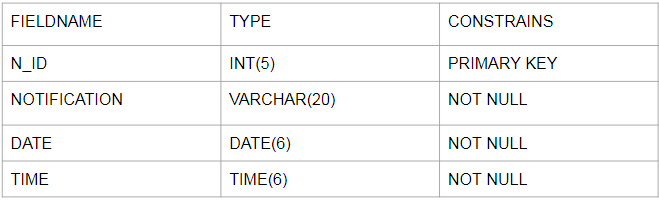 FIELDNAME TYPE CONSTRAINS
N_ID INT(5) PRIMARY KEY
NOTIFICATION VARCHAR(20) NOT NULL
DATE DATE(6) NOT NULL
TIME TIME(6) NOT NULL